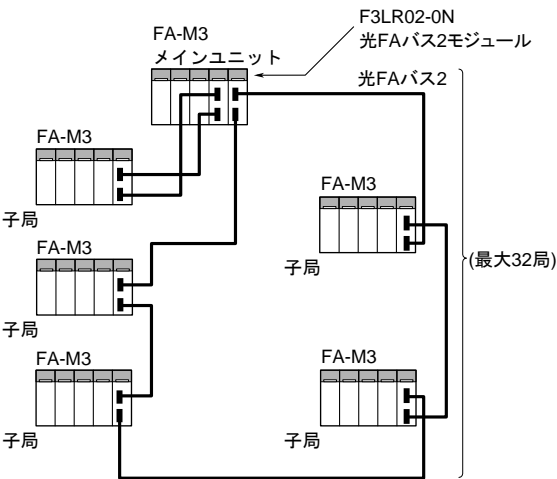 F3LR02-0N
光FAバス2モジュール
FA-M3
メインユニット
光FAバス2
FA-M3
子局
FA-M3
子局
FA-M3
子局
FA-M3
子局
FA-M3
子局
(最大32局)